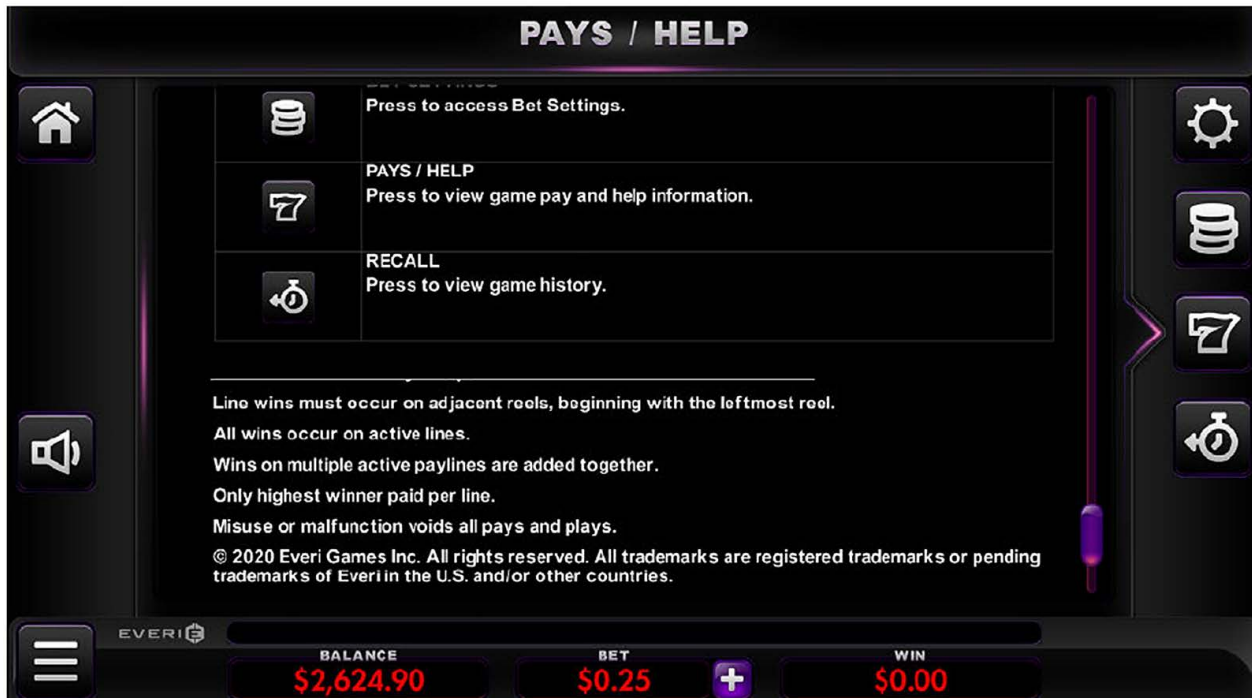 PAYS / HELP
BET SETTINGS
Press to access Bet Settings.
PAYS / HELP
Press to view game pay and help information.
RECALL
Press to view game history.
Line wins must occur on adjacent reels, beginning with the leftmost reel.
All wins occur on active lines.
Wins on multiple active paylines are added together.
Only highest winner paid per line.
Misuse or malfunction voids all pays and plays.
© 2020 Everi Games Inc. All rights reserved. All trademarks are registered trademarks or pending
trademarks of Everi in the U.S. and/or other countries.
EVERI
BALANCE BET WIN
$2,624.90 $0.25 + $0.00